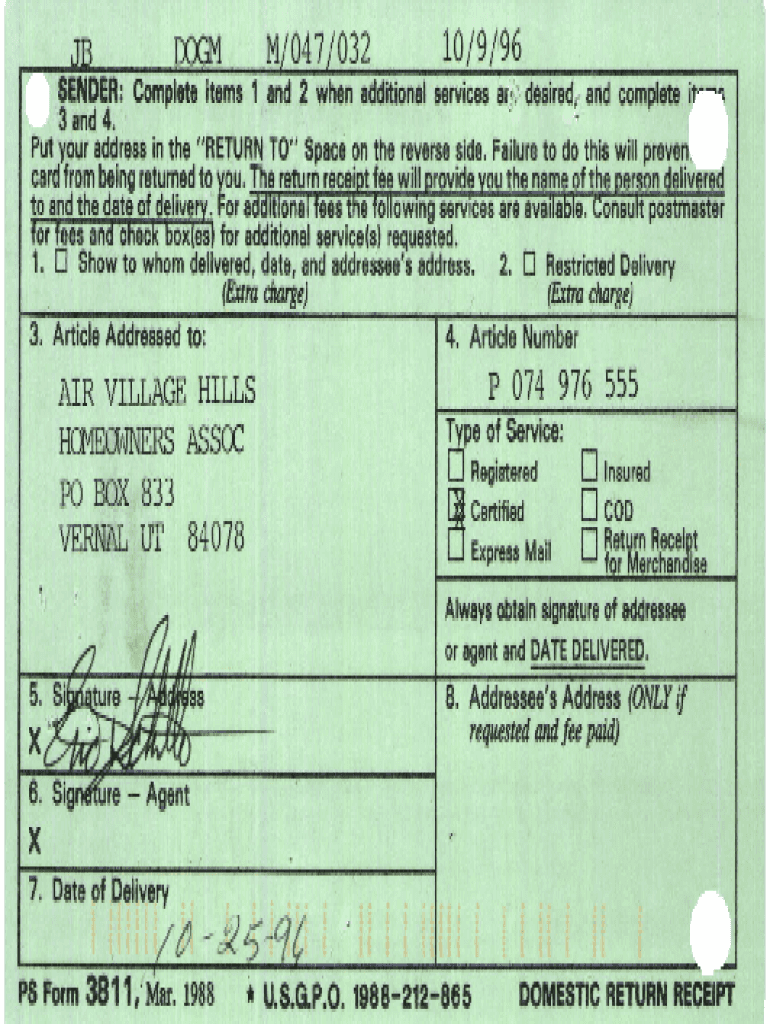 JB DOGM M/047/032 10/9/96
SENDER: Complete items 1 and 2 when additional services are desired, and complete items
3 and 4.
Put your address in the "RETURN TO" Space on the reverse side. Failure to do this will prevent
card from being returned to you. The return receipt fee will provide you the name of the person delivered
to and the date of delivery. For additional fees the following services are available. Consult postmaster
for fees and check box(es) for additional service(s) requested.
1. ☐ Show to whom delivered, date, and addressee's address. 2. ☐ Restricted Delivery
(Extra charge) (Extra charge)
3. Article Addressed to:
AIR VILLAGE HILLS
HOMEOWNERS ASSOC
PO BOX 833
VERNAL UT 84078
4. Article Number
P 074 976 555
Type of Service:
☐ Registered ☐ Insured
☒ Certified ☐ COD
☐ Express Mail ☐ Return Receipt
for Merchandise
Always obtain signature of addressee
or agent and DATE DELIVERED.
5. Signature – Address
X
6. Signature – Agent
X
7. Date of Delivery
10-25-96
8. Addressee's Address (ONLY if
requested and fee paid)
PS Form 3811, Mar. 1988 * U.S.G.P.O. 1988-212-865 DOMESTIC RETURN RECEIPT